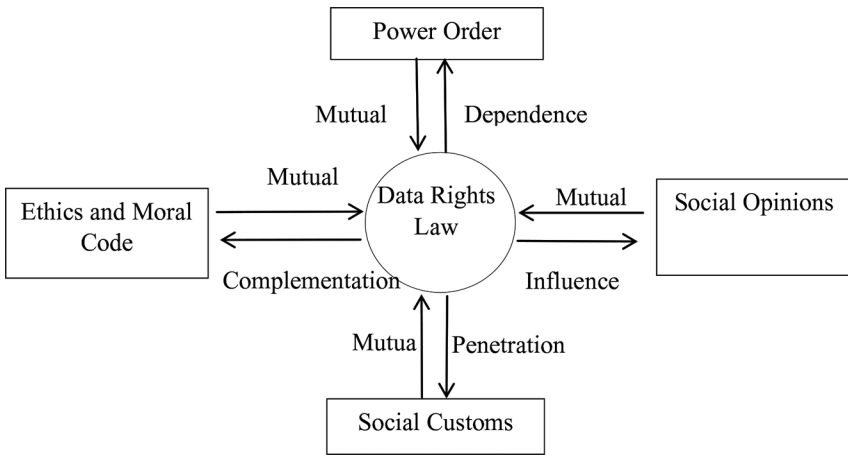 Power Order
Mutual
Dependence
Mutual
Data Rights
Law
Mutual
Ethics and Moral
Code
Social Opinions
Complementation
Influence
Mutua
Penetration
Social Customs